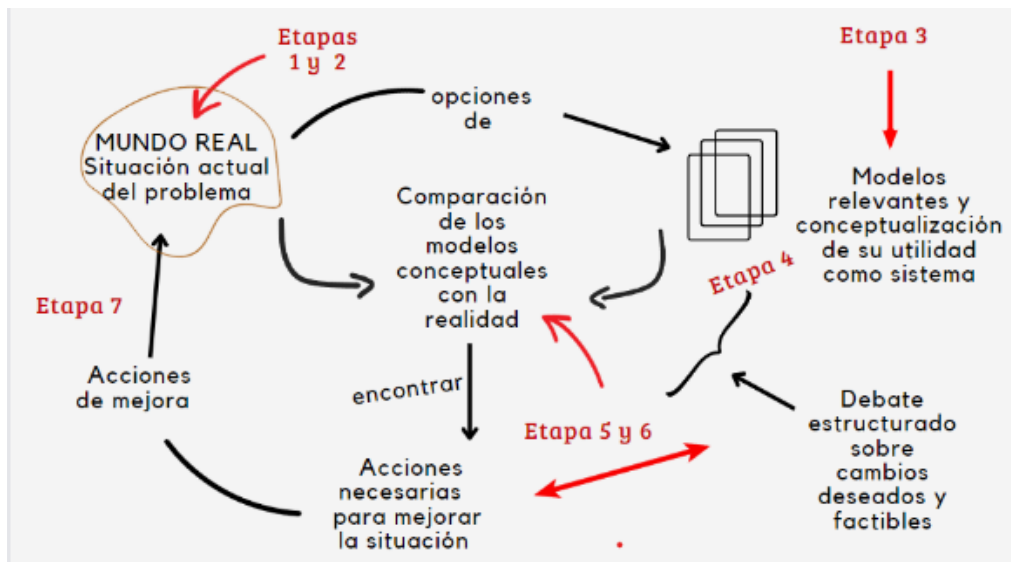 Etapas
1 y 2
Etapa 3
opciones
de
MUNDO REAL
Situación actual
del problema
Comparación
de los
modelos
conceptuales
con la
realidad
Modelos
relevantes y
conceptualización
de su utilidad
como sistema
Etapa 4
Etapa 7
Acciones
de mejora
encontrar
Etapa 5 y 6
Debate
estructurado
sobre
cambios
deseados y
factibles
Acciones
necesarias
para mejorar
la situación